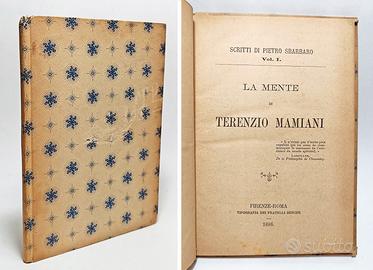 SCRITTI DI PIETRO SBARBARO
Vol. I.
LA MENTE
DI
TERENZIO MAMIANI
FIRENZE-ROMA
TIPOGRAFIA DEI FRATELLI BENCINI
1886.
subito